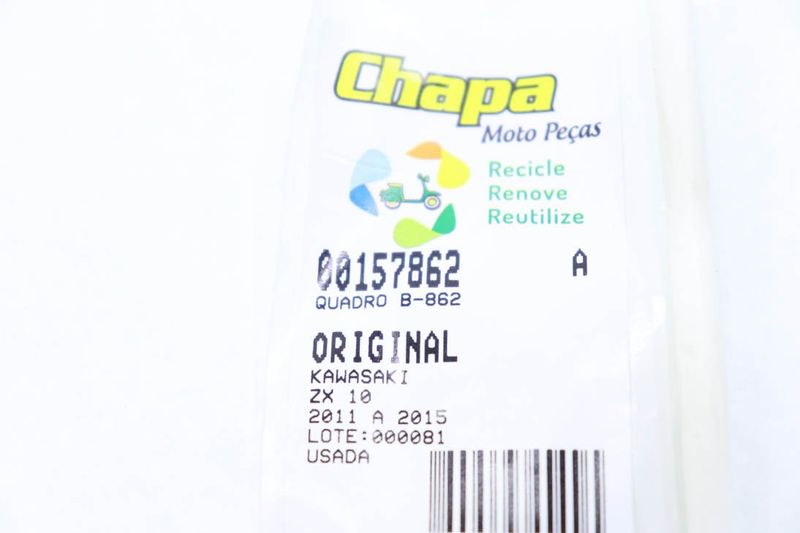 Chapa
Moto Peças
Recicle
Renove
Reutilize
00157862 A
QUADRO B-862
ORIGINAL
KAWASAKI
ZX 10
2011 A 2015
LOTE:000081
USADA